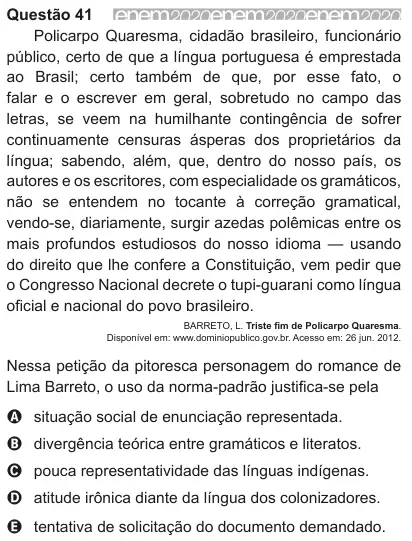 Questão 41 enem2020enem2020enem2020
Policarpo Quaresma, cidadão brasileiro, funcionário
público, certo de que a língua portuguesa é emprestada
ao Brasil; certo também de que, por esse fato, o
falar e o escrever em geral, sobretudo no campo das
letras, se veem na humilhante contingência de sofrer
continuamente censuras ásperas dos proprietários da
língua; sabendo, além, que, dentro do nosso país, os
autores e os escritores, com especialidade os gramáticos,
não se entendem no tocante à correção gramatical,
vendo-se, diariamente, surgir azedas polêmicas entre os
mais profundos estudiosos do nosso idioma — usando
do direito que lhe confere a Constituição, vem pedir que
o Congresso Nacional decrete o tupi-guarani como língua
oficial e nacional do povo brasileiro.
BARRETO, L. Triste fim de Policarpo Quaresma.
Disponível em: www.dominiopublico.gov.br. Acesso em: 26 jun. 2012.
Nessa petição da pitoresca personagem do romance de
Lima Barreto, o uso da norma-padrão justifica-se pela
A situação social de enunciação representada.
B divergência teórica entre gramáticos e literatos.
C pouca representatividade das línguas indígenas.
D atitude irônica diante da língua dos colonizadores.
E tentativa de solicitação do documento demandado.